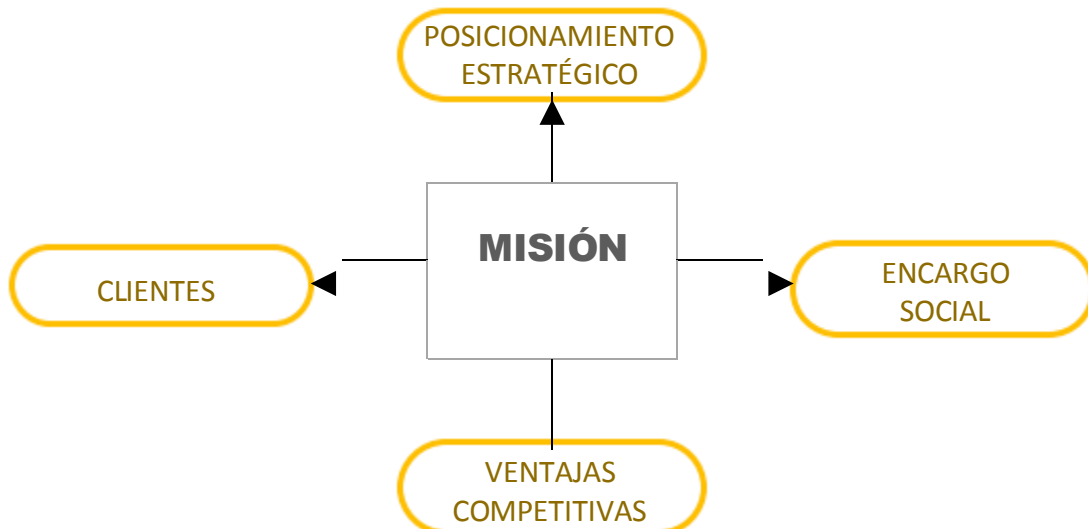 POSICIONAMIENTO
ESTRATÉGICO
MISIÓN
CLIENTES
ENCARGO
SOCIAL
VENTAJAS
COMPETITIVAS